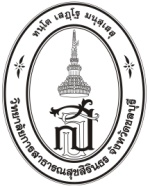 ทนฺโต เสฏฺโฐ มนุสฺเสสุ
วิทยาลัยการสาธารณสุขสิรินธร จังหวัดชลบุรี